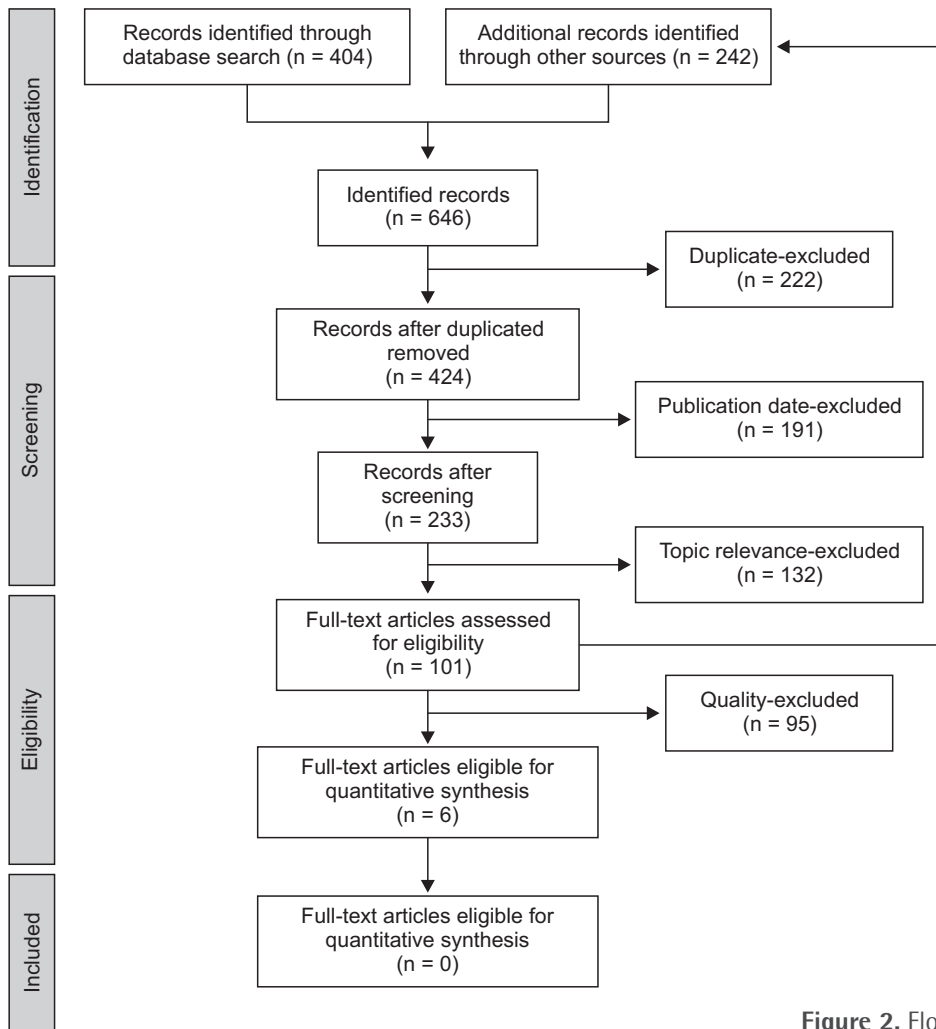 Identification
Records identified through
database search (n = 404)
Additional records identified
through other sources (n = 242)
Identified records
(n = 646)
Duplicate-excluded
(n = 222)
Screening
Records after duplicated
removed
(n = 424)
Publication date-excluded
(n = 191)
Records after
screening
(n = 233)
Topic relevance-excluded
(n = 132)
Eligibility
Full-text articles assessed
for eligibility
(n = 101)
Quality-excluded
(n = 95)
Full-text articles eligible for
quantitative synthesis
(n = 6)
Included
Full-text articles eligible for
quantitative synthesis
(n = 0)
Figure 2. Flo